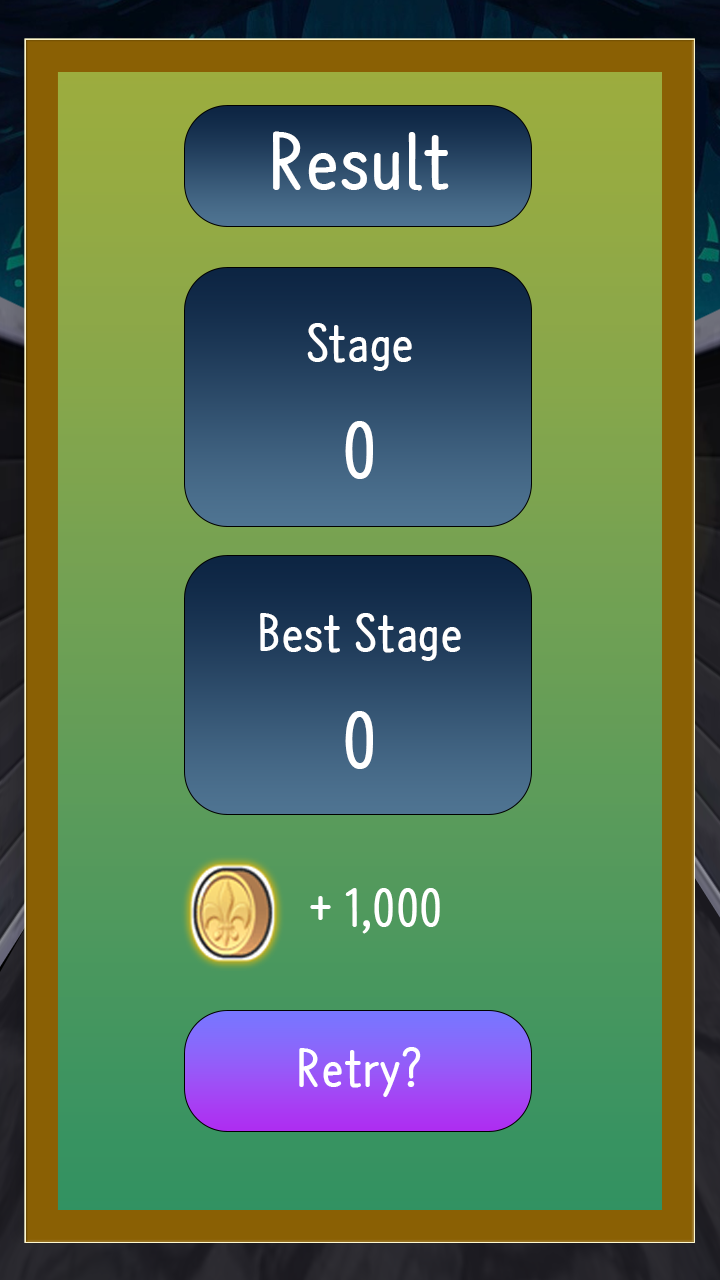 Result
Stage
0
Best Stage
0
+ 1,000
Retry?